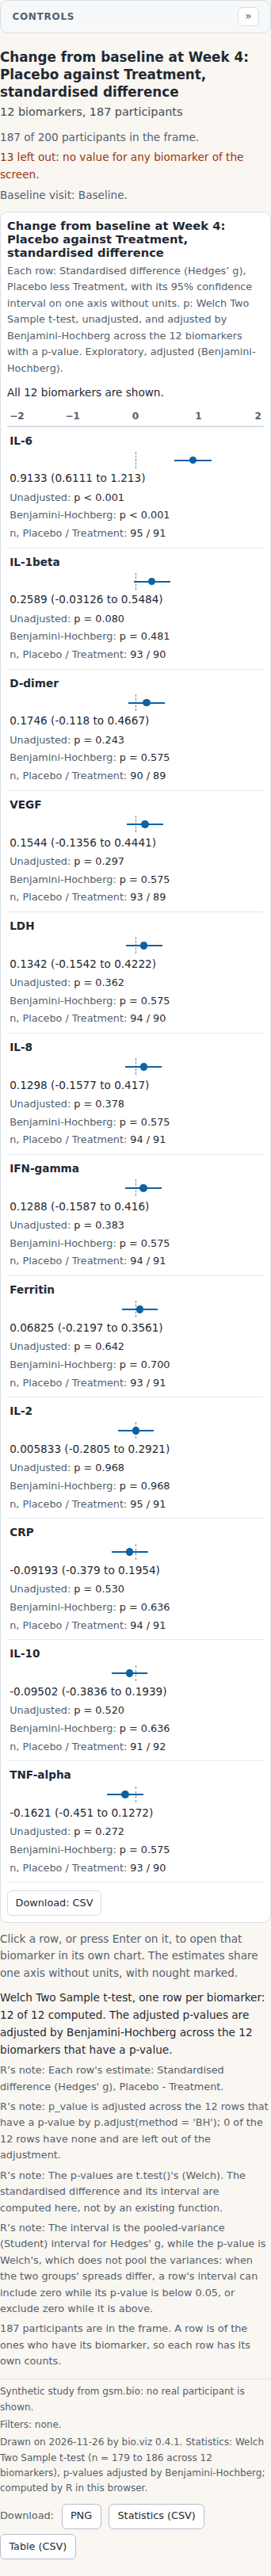 CONTROLS
»
Change from baseline at Week 4:
Placebo against Treatment,
standardised difference
12 biomarkers, 187 participants
187 of 200 participants in the frame.
13 left out: no value for any biomarker of the
screen.
Baseline visit: Baseline.
Change from baseline at Week 4:
Placebo against Treatment,
standardised difference
Each row: Standardised difference (Hedges’ g),
Placebo less Treatment, with its 95% confidence
interval on one axis without units. p: Welch Two
Sample t-test, unadjusted, and adjusted by
Benjamini-Hochberg across the 12 biomarkers
with a p-value. Exploratory, adjusted (Benjamini-
Hochberg).
All 12 biomarkers are shown.
−2 −1 0 1 2
IL-6
0.9133 (0.6111 to 1.213)
Unadjusted: p < 0.001
Benjamini-Hochberg: p < 0.001
n, Placebo / Treatment: 95 / 91
IL-1beta
0.2589 (-0.03126 to 0.5484)
Unadjusted: p = 0.080
Benjamini-Hochberg: p = 0.481
n, Placebo / Treatment: 93 / 90
D-dimer
0.1746 (-0.118 to 0.4667)
Unadjusted: p = 0.243
Benjamini-Hochberg: p = 0.575
n, Placebo / Treatment: 90 / 89
VEGF
0.1544 (-0.1356 to 0.4441)
Unadjusted: p = 0.297
Benjamini-Hochberg: p = 0.575
n, Placebo / Treatment: 93 / 89
LDH
0.1342 (-0.1542 to 0.4222)
Unadjusted: p = 0.362
Benjamini-Hochberg: p = 0.575
n, Placebo / Treatment: 94 / 90
IL-8
0.1298 (-0.1577 to 0.417)
Unadjusted: p = 0.378
Benjamini-Hochberg: p = 0.575
n, Placebo / Treatment: 94 / 91
IFN-gamma
0.1288 (-0.1587 to 0.416)
Unadjusted: p = 0.383
Benjamini-Hochberg: p = 0.575
n, Placebo / Treatment: 94 / 91
Ferritin
0.06825 (-0.2197 to 0.3561)
Unadjusted: p = 0.642
Benjamini-Hochberg: p = 0.700
n, Placebo / Treatment: 93 / 91
IL-2
0.005833 (-0.2805 to 0.2921)
Unadjusted: p = 0.968
Benjamini-Hochberg: p = 0.968
n, Placebo / Treatment: 95 / 91
CRP
-0.09193 (-0.379 to 0.1954)
Unadjusted: p = 0.530
Benjamini-Hochberg: p = 0.636
n, Placebo / Treatment: 94 / 91
IL-10
-0.09502 (-0.3836 to 0.1939)
Unadjusted: p = 0.520
Benjamini-Hochberg: p = 0.636
n, Placebo / Treatment: 91 / 92
TNF-alpha
-0.1621 (-0.451 to 0.1272)
Unadjusted: p = 0.272
Benjamini-Hochberg: p = 0.575
n, Placebo / Treatment: 93 / 90
Download: CSV
Click a row, or press Enter on it, to open that
biomarker in its own chart. The estimates share
one axis without units, with nought marked.
Welch Two Sample t-test, one row per biomarker:
12 of 12 computed. The adjusted p-values are
adjusted by Benjamini-Hochberg across the 12
biomarkers that have a p-value.
R’s note: Each row's estimate: Standardised
difference (Hedges' g), Placebo - Treatment.
R’s note: p_value is adjusted across the 12 rows that
have a p-value by p.adjust(method = 'BH'); 0 of the
12 rows have none and are left out of the
adjustment.
R’s note: The p-values are t.test()'s (Welch). The
standardised difference and its interval are
computed here, not by an existing function.
R’s note: The interval is the pooled-variance
(Student) interval for Hedges' g, while the p-value is
Welch's, which does not pool the variances: when
the two groups' spreads differ, a row's interval can
include zero while its p-value is below 0.05, or
exclude zero while it is above.
187 participants are in the frame. A row is of the
ones who have its biomarker, so each row has its
own counts.
Synthetic study from gsm.bio: no real participant is
shown.
Filters: none.
Drawn on 2026-11-26 by bio.viz 0.4.1. Statistics: Welch
Two Sample t-test (n = 179 to 186 across 12
biomarkers), p-values adjusted by Benjamini-Hochberg;
computed by R in this browser.
Download: PNG Statistics (CSV)
Table (CSV)